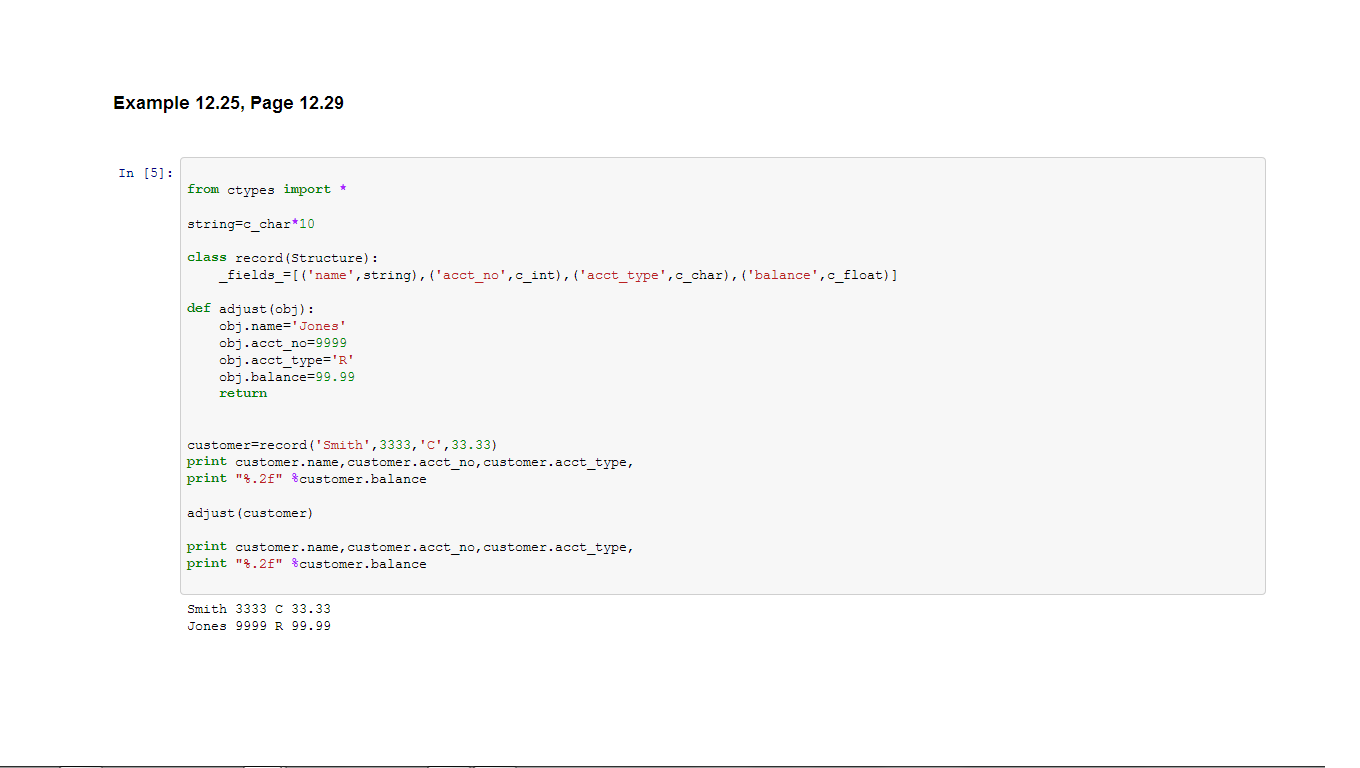 Example 12.25, Page 12.29
In [5]:
from ctypes import *
string=c_char*10
class record(Structure):
    _fields_=[('name',string),('acct_no',c_int),('acct_type',c_char),('balance',c_float)]
def adjust(obj):
    obj.name='Jones'
    obj.acct_no=9999
    obj.acct_type='R'
    obj.balance=99.99
    return
customer=record('Smith',3333,'C',33.33)
print customer.name,customer.acct_no,customer.acct_type,
print "%.2f" %customer.balance
adjust(customer)
print customer.name,customer.acct_no,customer.acct_type,
print "%.2f" %customer.balance
Smith 3333 C 33.33
Jones 9999 R 99.99